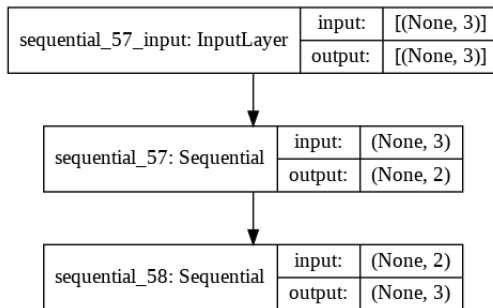 sequential_57_input: InputLayer
input: [(None, 3)]
output: [(None, 3)]
sequential_57: Sequential
input: (None, 3)
output: (None, 2)
sequential_58: Sequential
input: (None, 2)
output: (None, 3)